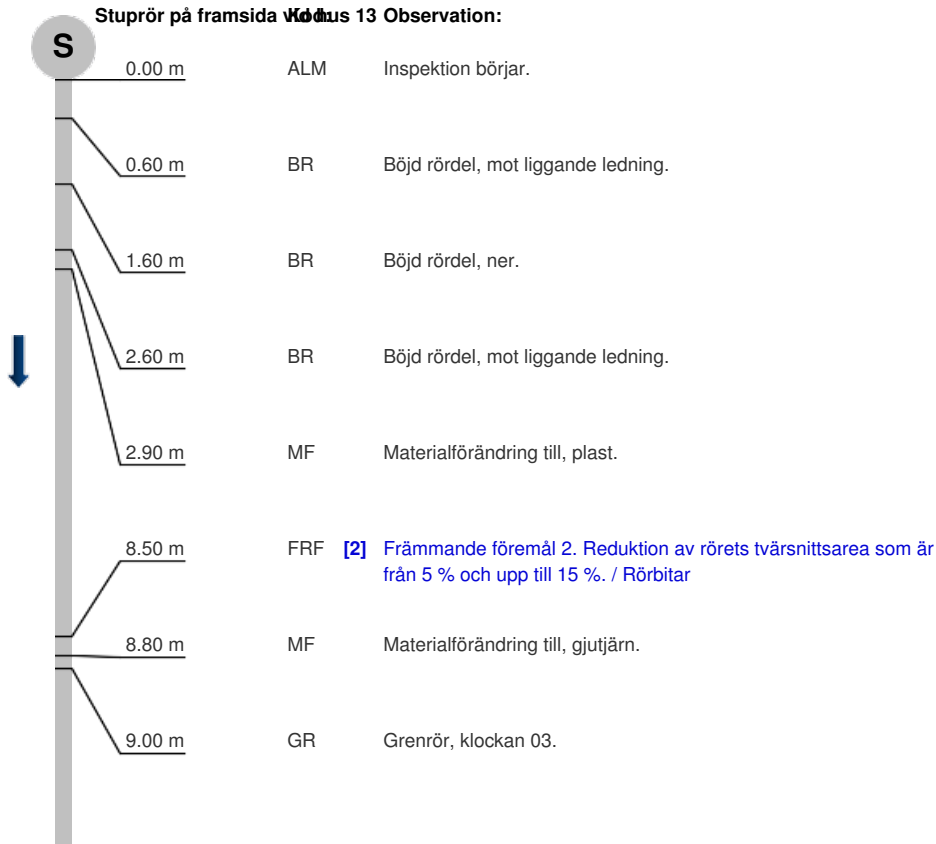 Stuprör på framsida vid hus 13 Kod: Observation:
S
0.00 m ALM Inspektion börjar.
0.60 m BR Böjd rördel, mot liggande ledning.
1.60 m BR Böjd rördel, ner.
2.60 m BR Böjd rördel, mot liggande ledning.
2.90 m MF Materialförändring till, plast.
8.50 m FRF [2] Främmande föremål 2. Reduktion av rörets tvärsnittsarea som är
från 5 % och upp till 15 %. / Rörbitar
8.80 m MF Materialförändring till, gjutjärn.
9.00 m GR Grenrör, klockan 03.